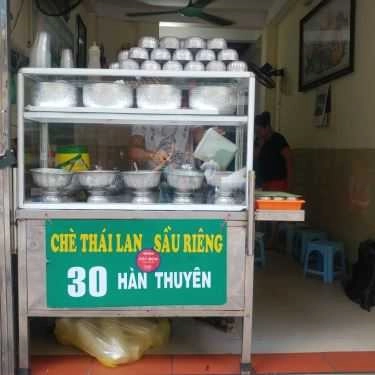 CHÈ THÁI LAN SẦU RIÊNG
30 HÀN THUYÊN